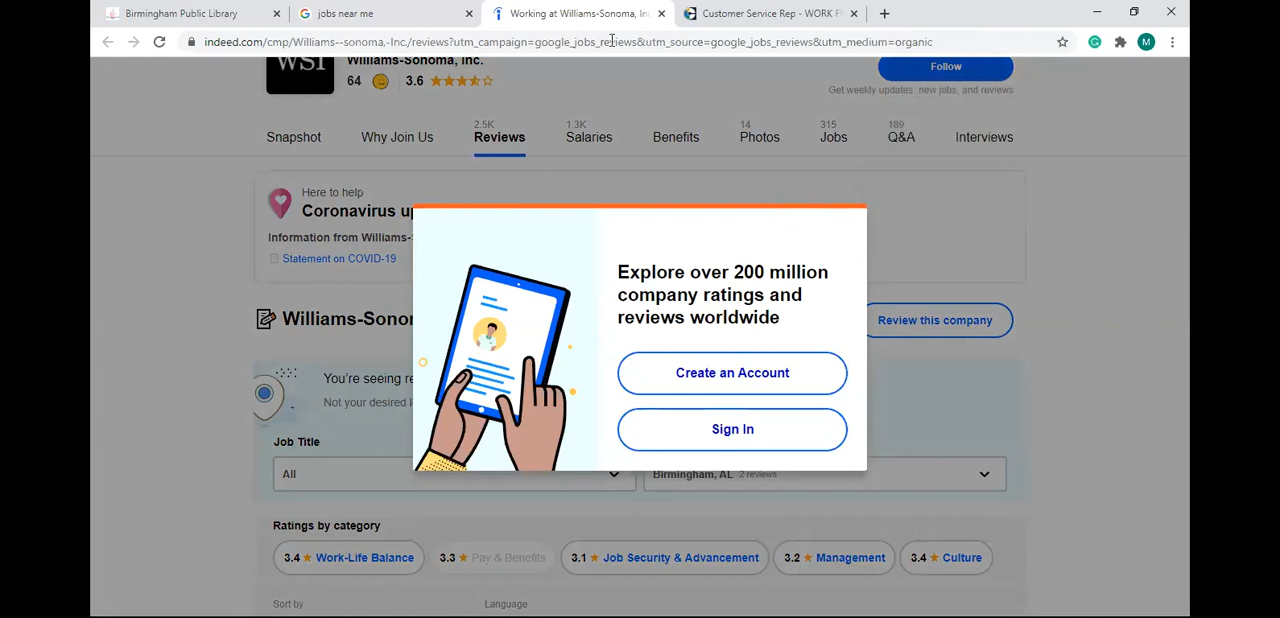 Birmingham Public Library
jobs near me
Working at Williams-Sonoma, In
Customer Service Rep - WORK F
indeed.com/cmp/Williams--sonoma,-Inc./reviews?utm_campaign=google_jobs_reviews&utm_source=google_jobs_reviews&utm_medium=organic
M
WSI
Williams-Sonoma, Inc.
64
3.6
Follow
Get weekly updates, new jobs, and reviews
Snapshot
Why Join Us
2.5K
Reviews
1.3K
Salaries
Benefits
14
Photos
315
Jobs
189
Q&A
Interviews
Here to help
Coronavirus u
Information from Williams-
Statement on COVID-19
Williams-Sono
Review this company
Explore over 200 million
company ratings and
reviews worldwide
Create an Account
Sign In
You're seeing re
Not your desired l
Job Title
All
Birmingham, AL 2 reviews
Ratings by category
3.4 Work-Life Balance
3.3 Pay & Benefits
3.1 Job Security & Advancement
3.2 Management
3.4 Culture
Sort by
Language